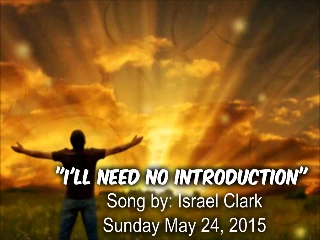 "I'LL NEED NO INTRODUCTION"
Song by: Israel Clark
Sunday May 24, 2015